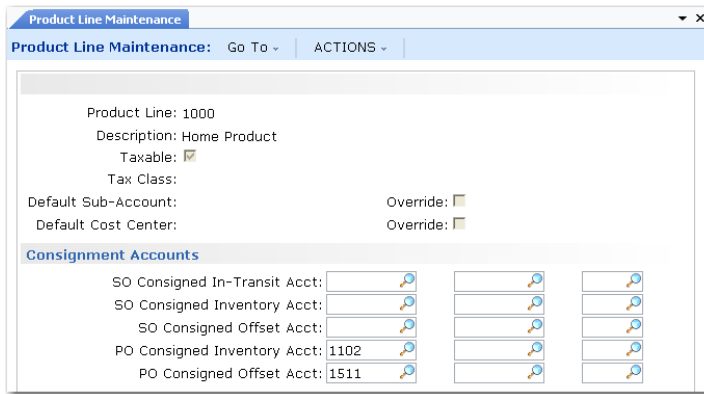 Product Line Maintenance
Product Line Maintenance: Go To ACTIONS
Product Line: 1000
Description: Home Product
Taxable:
Tax Class:
Default Sub-Account: Override:
Default Cost Center: Override:
Consignment Accounts
SO Consigned In-Transit Acct:
SO Consigned Inventory Acct:
SO Consigned Offset Acct:
PO Consigned Inventory Acct: 1102
PO Consigned Offset Acct: 1511